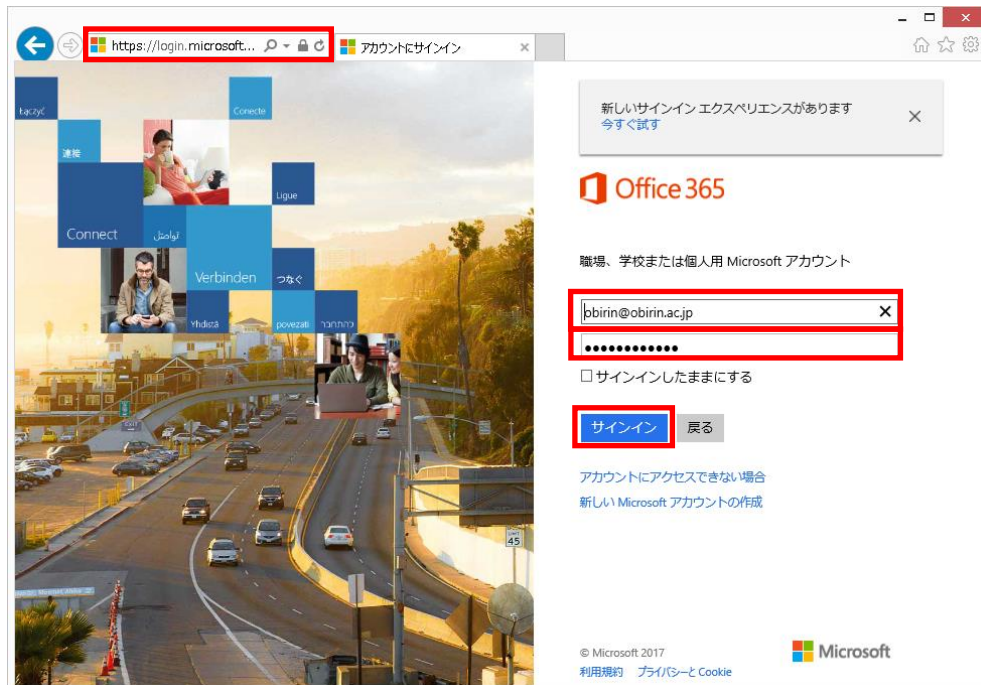 https://login.microsoft...
アカウントにサインイン
Łączyć
Conecte
連接
Ligue
Connect
تواصل
Verbinden
つなぐ
Yhdistä
povezati
התחברו
EXIT
SPEED LIMIT
45
新しいサインイン エクスペリエンスがあります
今すぐ試す
Office 365
職場、学校または個人用 Microsoft アカウント
obirin@obirin.ac.jp
●●●●●●●●●●●●
サインインしたままにする
サインイン
戻る
アカウントにアクセスできない場合
新しい Microsoft アカウントの作成
© Microsoft 2017
Microsoft
利用規約 プライバシーと Cookie